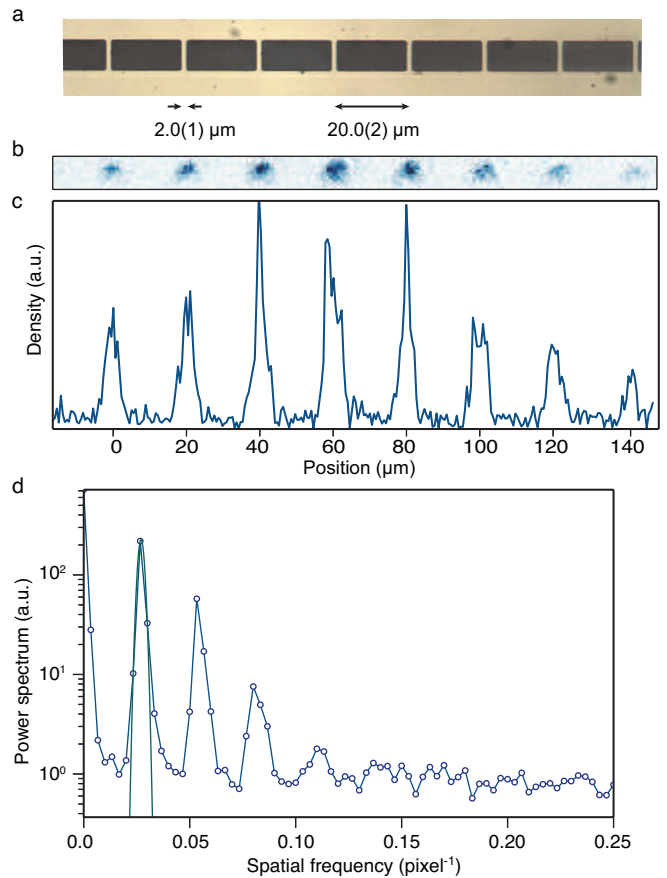 a
2.0(1) µm 20.0(2) µm
b
c
Density (a.u.)
0 20 40 60 80 100 120 140
Position (µm)
d
Power spectrum (a.u.)
10²
10¹
10⁰
0.0 0.05 0.10 0.15 0.20 0.25
Spatial frequency (pixel⁻¹)